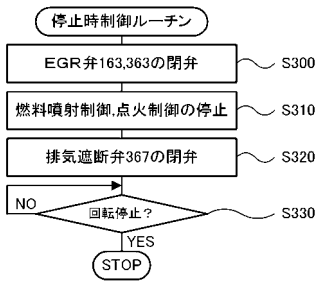 停止時制御ルーチン
EGR弁163,363の閉弁
S300
燃料噴射制御,点火制御の停止
S310
排気遮断弁367の閉弁
S320
NO
回転停止?
S330
YES
STOP